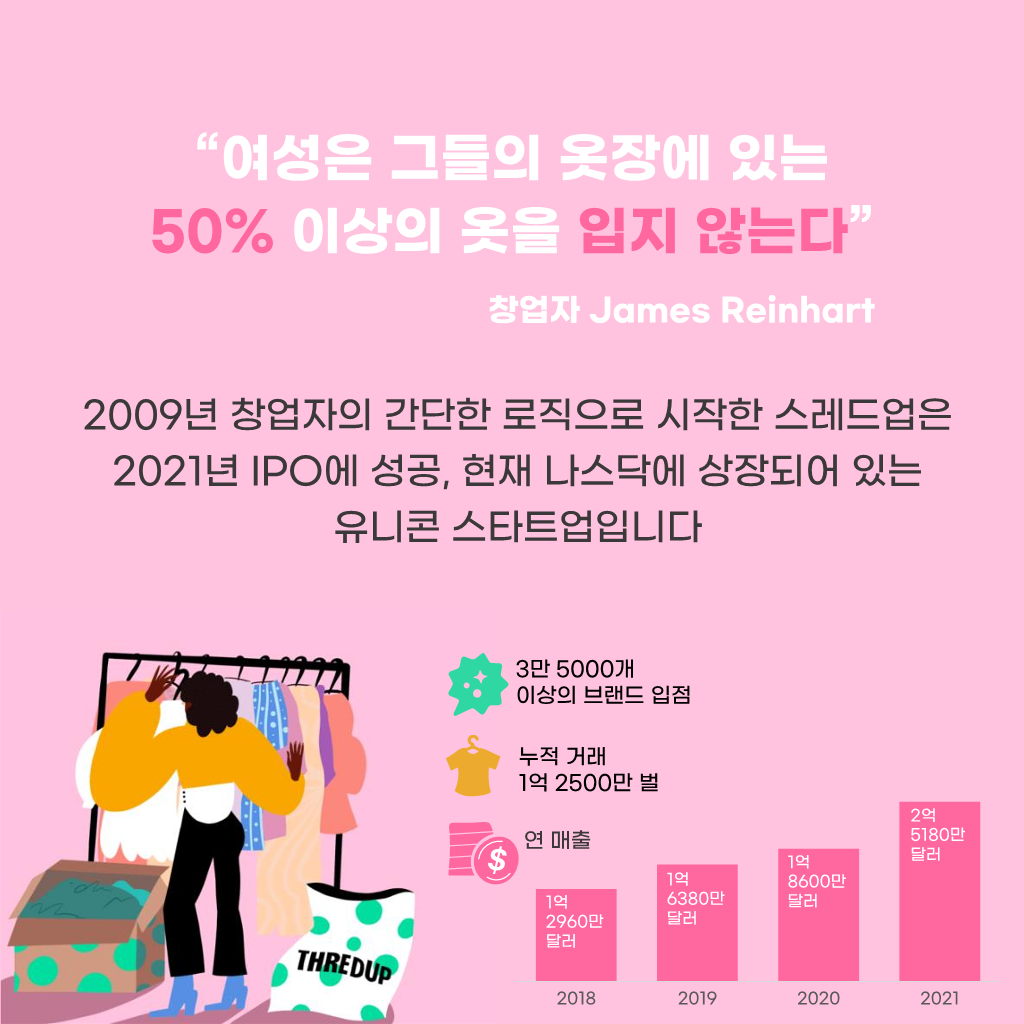 “여성은 그들의 옷장에 있는
50% 이상의 옷을 입지 않는다”
창업자 James Reinhart
2009년 창업자의 간단한 로직으로 시작한 스레드업은
2021년 IPO에 성공, 현재 나스닥에 상장되어 있는
유니콘 스타트업입니다
3만 5000개
이상의 브랜드 입점
누적 거래
1억 2500만 벌
연 매출
$
THREDUP
1억
2960만
달러
2018
1억
6380만
달러
2019
1억
8600만
달러
2020
2억
5180만
달러
2021